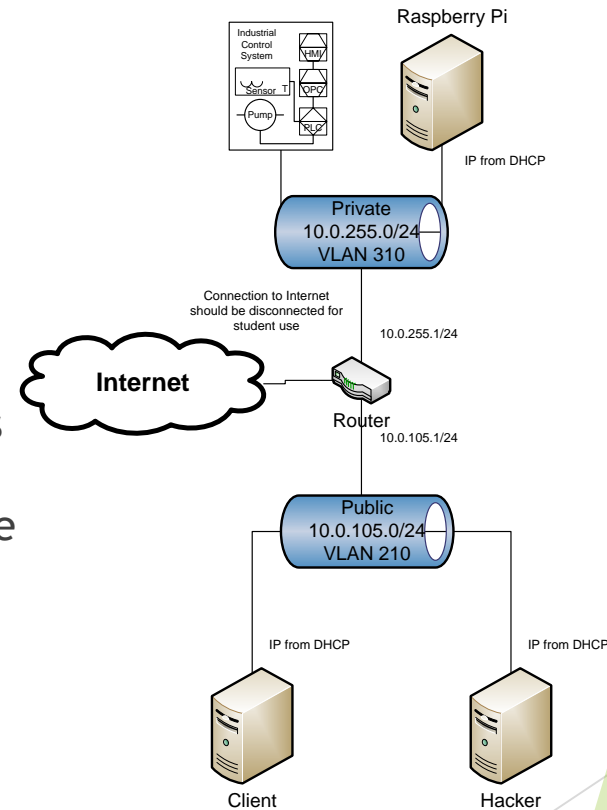 Raspberry Pi
Industrial
Control
System
HMI
Sensor T
OPC
Pump
PLC
IP from DHCP
Private
10.0.255.0/24
VLAN 310
Connection to Internet
should be disconnected for
student use
10.0.255.1/24
Internet
Router
10.0.105.1/24
Public
10.0.105.0/24
VLAN 210
IP from DHCP
IP from DHCP
Client
Hacker